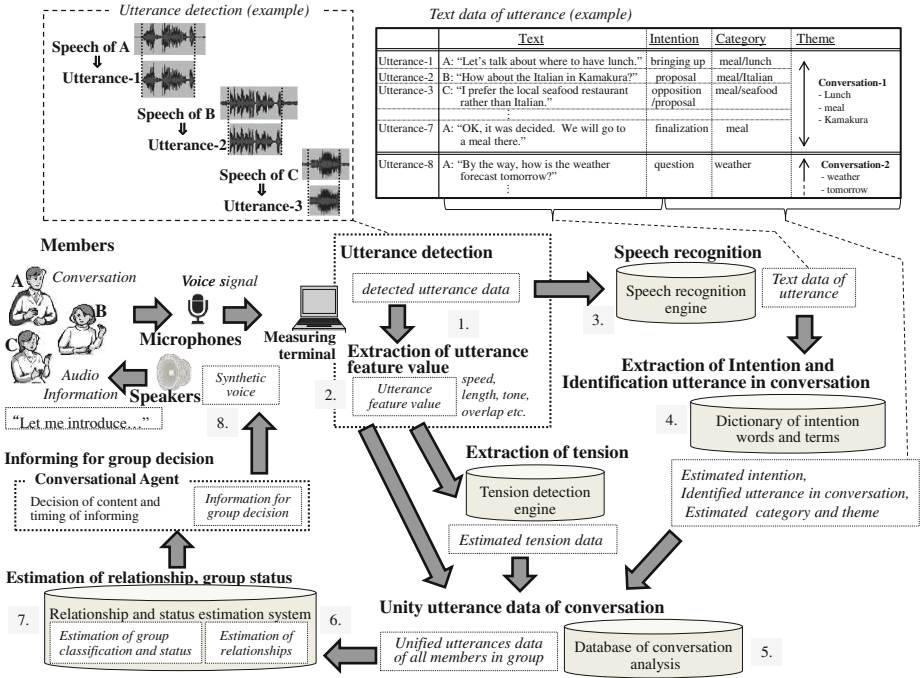 Utterance detection (example)
Speech of A
⇓
Utterance-1
Speech of B
⇓
Utterance-2
Speech of C
⇓
Utterance-3
Text data of utterance (example)
Text Intention Category Theme
Utterance-1 A: “Let’s talk about where to have lunch.” bringing up meal/lunch
Utterance-2 B: “How about the Italian in Kamakura?” proposal meal/Italian
Utterance-3 C: “I prefer the local seafood restaurant opposition meal/seafood
rather than Italian.” /proposal
Utterance-7 A: “OK, it was decided. We will go to finalization meal
a meal there.”
Conversation-1
- Lunch
- meal
- Kamakura
Utterance-8 A: “By the way, how is the weather question weather
forecast tomorrow?”
Conversation-2
- weather
- tomorrow
Members
A
Conversation
B
C
Voice signal
Microphones
Measuring
terminal
Audio
Information
Speakers
“Let me introduce…”
Synthetic
voice
8.
Utterance detection
detected utterance data
1.
Extraction of utterance
feature value
2.
Utterance
feature value
speed,
length, tone,
overlap etc.
Speech recognition
3.
Speech recognition
engine
Text data of
utterance
Extraction of Intention and
Identification utterance in conversation
4.
Dictionary of intention
words and terms
Estimated intention,
Identified utterance in conversation,
Estimated category and theme
Extraction of tension
Tension detection
engine
Estimated tension data
Unity utterance data of conversation
Unified utterances data
of all members in group
Database of conversation
analysis
5.
6.
Informing for group decision
Conversational Agent
Decision of content and
timing of informing
Information for
group decision
Estimation of relationship, group status
7.
Relationship and status estimation system
Estimation of group
classification and status
Estimation of
relationships